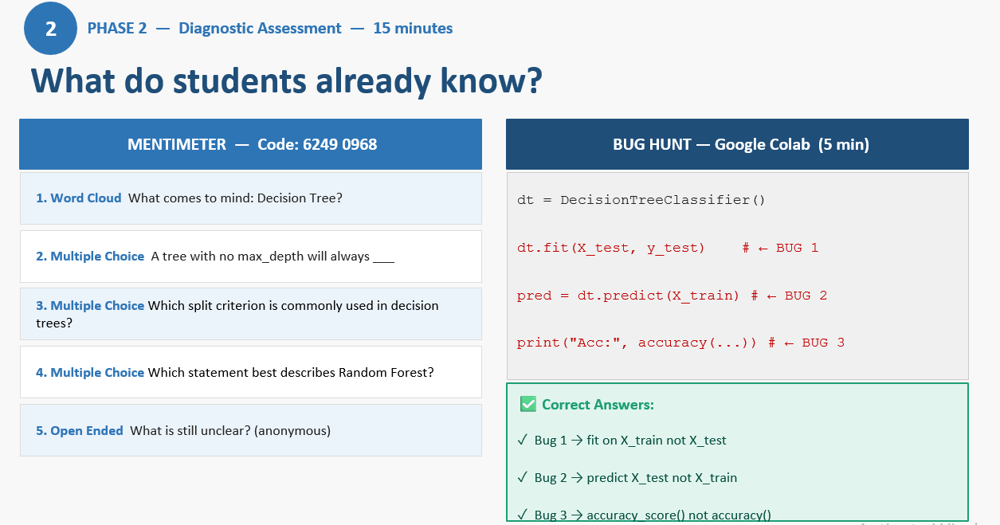 2
PHASE 2 — Diagnostic Assessment — 15 minutes
What do students already know?
MENTIMETER — Code: 6249 0968
1. Word Cloud What comes to mind: Decision Tree?
2. Multiple Choice A tree with no max_depth will always ___
3. Multiple Choice Which split criterion is commonly used in decision
trees?
4. Multiple Choice Which statement best describes Random Forest?
5. Open Ended What is still unclear? (anonymous)
BUG HUNT — Google Colab (5 min)
dt = DecisionTreeClassifier()
dt.fit(X_test, y_test) # ← BUG 1
pred = dt.predict(X_train) # ← BUG 2
print("Acc:", accuracy(...)) # ← BUG 3
✅ Correct Answers:
✓ Bug 1 → fit on X_train not X_test
✓ Bug 2 → predict X_test not X_train
✓ Bug 3 → accuracy_score() not accuracy()